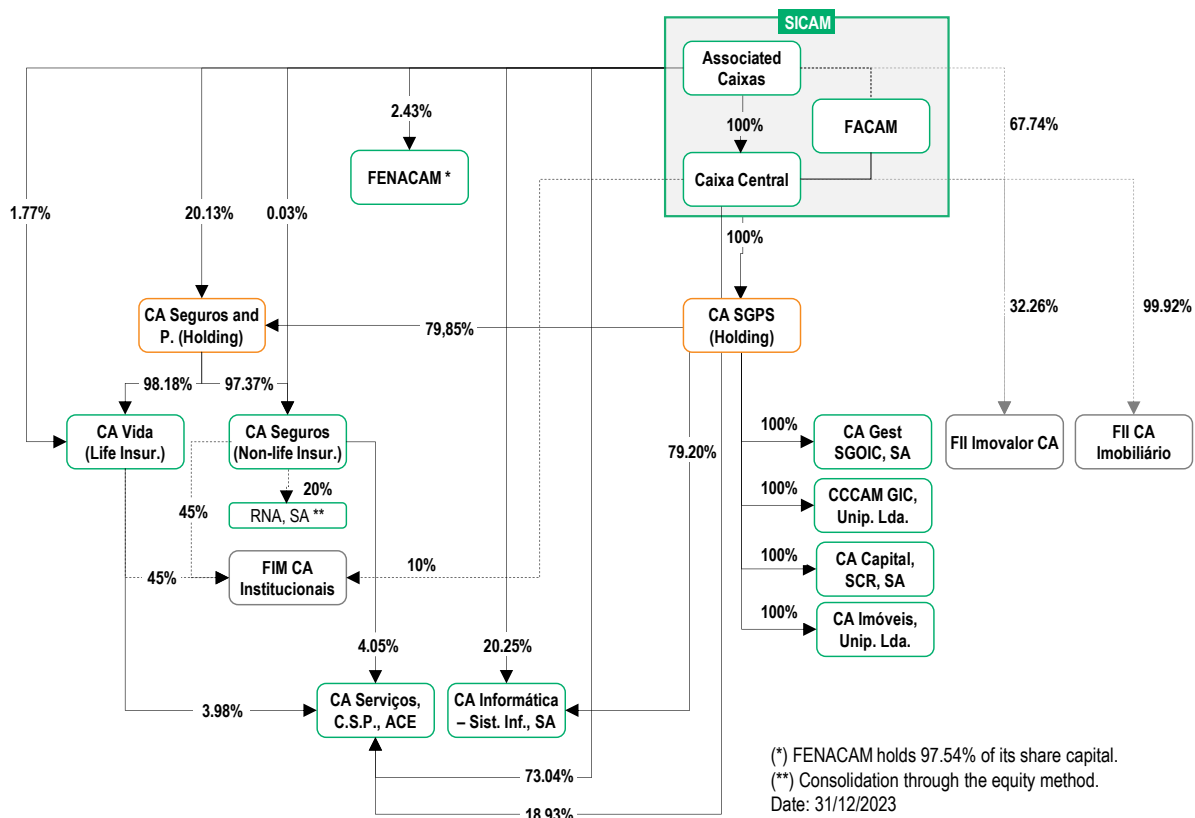 SICAM
Associated
Caixas
2.43%
100%
FACAM
67.74%
FENACAM *
Caixa Central
1.77%
20.13%
0.03%
100%
CA Seguros and
P. (Holding)
79,85%
CA SGPS
(Holding)
32.26%
99.92%
98.18%
97.37%
CA Vida
(Life Insur.)
CA Seguros
(Non-life Insur.)
100%
CA Gest
SGOIC, SA
FII Imovalor CA
FII CA
Imobiliário
79.20%
20%
RNA, SA **
45%
100%
CCCAM GIC,
Unip. Lda.
45%
FIM CA
Institucionais
10%
100%
CA Capital,
SCR, SA
100%
CA Imóveis,
Unip. Lda.
4.05%
20.25%
3.98%
CA Serviços,
C.S.P., ACE
CA Informática
– Sist. Inf., SA
73.04%
18.93%
(*) FENACAM holds 97.54% of its share capital.
(**) Consolidation through the equity method.
Date: 31/12/2023